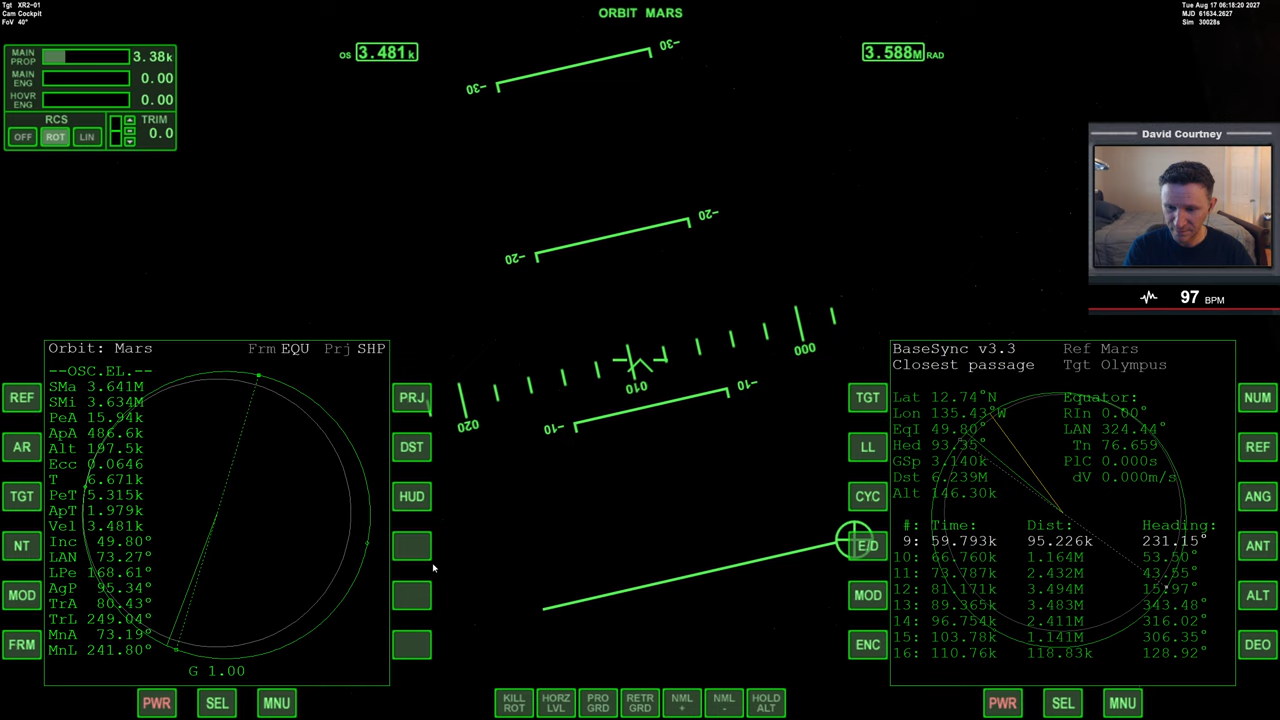 Tgt XR2-01
Cam Cockpit
FoV 40°
ORBIT MARS
Tue Aug 17 06:18:20 2027
MJD 61634.2627
Sim 30028s
MAIN PROP 3.38k
MAIN ENG 0.00
HOVR ENG 0.00
RCS
OFF ROT LIN
TRIM
0.0
OS 3.481k
3.588M RAD
-30 -30
-20 -20
020 010 000
-10 -10
David Courtney
97 BPM
Orbit: Mars Frm EQU Prj SHP
--OSC.EL.--
SMa 3.641M
SMi 3.634M
PeA 15.94k
ApA 486.6k
Alt 197.5k
Ecc 0.0646
T 6.671k
PeT 5.315k
ApT 1.979k
Vel 3.481k
Inc 49.80°
LAN 73.27°
LPe 168.61°
AgP 95.34°
TrA 80.43°
TrL 249.04°
MnA 73.19°
MnL 241.80°
G 1.00
REF
AR
TGT
NT
MOD
FRM
PRJ
DST
HUD
PWR SEL MNU
KILL ROT
HORZ LVL
PRO GRD
RETR GRD
NML +
NML -
HOLD ALT
BaseSync v3.3 Ref Mars
Closest passage Tgt Olympus
Lat 12.74°N Equator:
Lon 135.43°W RIn 0.00°
EqI 49.80° LAN 324.44°
Hed 93.35° Tn 76.659
GSp 3.140k PlC 0.000s
Dst 6.239M dV 0.000m/s
Alt 146.30k
#: Time: Dist: Heading:
9: 59.793k 95.226k 231.15°
10: 66.760k 1.164M 53.50°
11: 73.787k 2.432M 43.55°
12: 81.171k 3.494M 15.97°
13: 89.365k 3.483M 343.48°
14: 96.754k 2.411M 316.02°
15: 103.78k 1.141M 306.35°
16: 110.76k 118.83k 128.92°
TGT
LL
CYC
E/D
MOD
ENC
NUM
REF
ANG
ANT
ALT
DEO
PWR SEL MNU